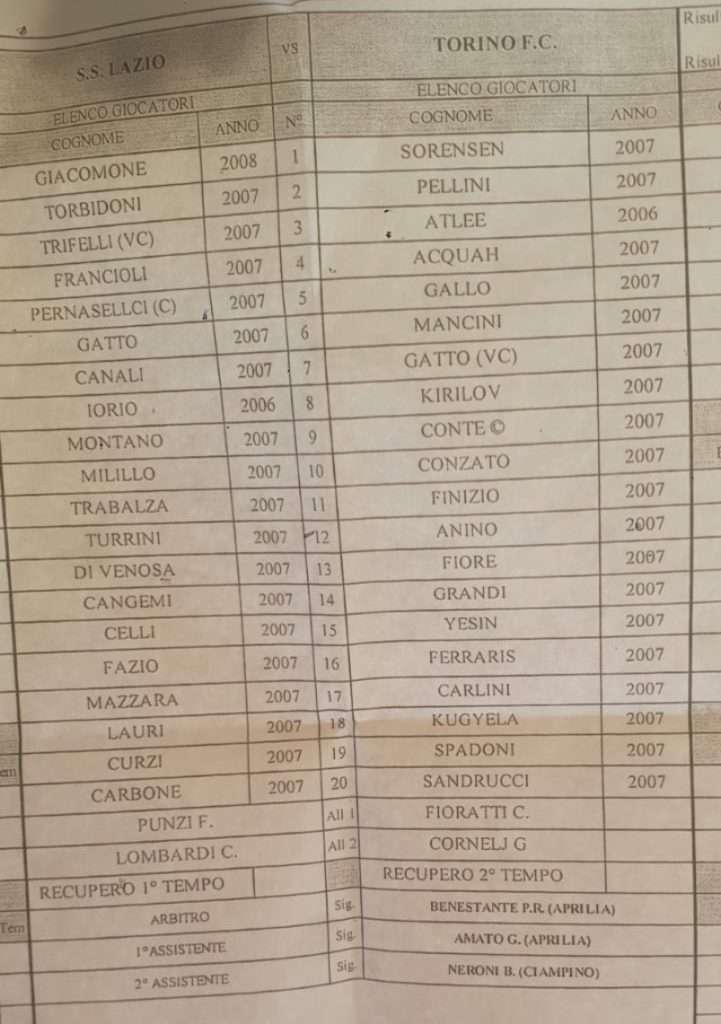 S.S. LAZIO VS TORINO F.C. Risul
Risul
ELENCO GIOCATORI ELENCO GIOCATORI
COGNOME ANNO N° COGNOME ANNO
GIACOMONE 2008 1 SORENSEN 2007
TORBIDONI 2007 2 PELLINI 2007
TRIFELLI (VC) 2007 3 ATLEE 2006
FRANCIOLI 2007 4 ACQUAH 2007
PERNASELLCI (C) 2007 5 GALLO 2007
GATTO 2007 6 MANCINI 2007
CANALI 2007 7 GATTO (VC) 2007
IORIO 2006 8 KIRILOV 2007
MONTANO 2007 9 CONTE © 2007
MILILLO 2007 10 CONZATO 2007
TRABALZA 2007 11 FINIZIO 2007
TURRINI 2007 12 ANINO 2007
DI VENOSA 2007 13 FIORE 2007
CANGEMI 2007 14 GRANDI 2007
CELLI 2007 15 YESIN 2007
FAZIO 2007 16 FERRARIS 2007
MAZZARA 2007 17 CARLINI 2007
LAURI 2007 18 KUGYELA 2007
CURZI 2007 19 SPADONI 2007
CARBONE 2007 20 SANDRUCCI 2007
PUNZI F. All 1 FIORATTI C.
LOMBARDI C. All 2 CORNELJ G
RECUPERO 1° TEMPO RECUPERO 2° TEMPO
ARBITRO Sig. BENESTANTE P.R. (APRILIA)
1°ASSISTENTE Sig. AMATO G. (APRILIA)
2° ASSISTENTE Sig. NERONI B. (CIAMPINO)